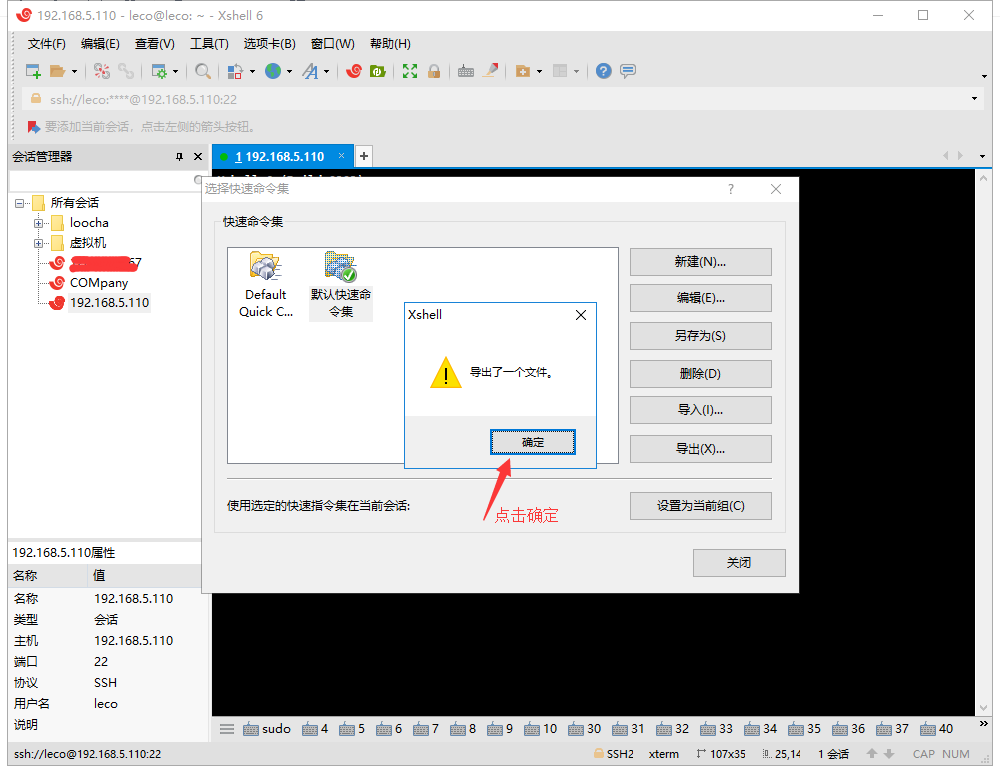 192.168.5.110 - leco@leco: ~ - Xshell 6
文件(F) 编辑(E) 查看(V) 工具(T) 选项卡(B) 窗口(W) 帮助(H)
ssh://leco:****@192.168.5.110:22
要添加当前会话，点击左侧的箭头按钮。
会话管理器
1 192.168.5.110
所有会话
loocha
虚拟机
67
COMpany
192.168.5.110
选择快速命令集
快速命令集
Default
Quick C...
默认快速命
令集
新建(N)...
编辑(E)...
另存为(S)
删除(D)
导入(I)...
导出(X)...
Xshell
导出了一个文件。
确定
点击确定
使用选定的快速指令集在当前会话:
设置为当前组(C)
关闭
192.168.5.110属性
名称 值
名称 192.168.5.110
类型 会话
主机 192.168.5.110
端口 22
协议 SSH
用户名 leco
说明
sudo 4 5 6 7 8 9 10 30 31 32 33 34 35 36 37 40
ssh://leco@192.168.5.110:22 SSH2 xterm 107x35 25,14 1 会话 CAP NUM